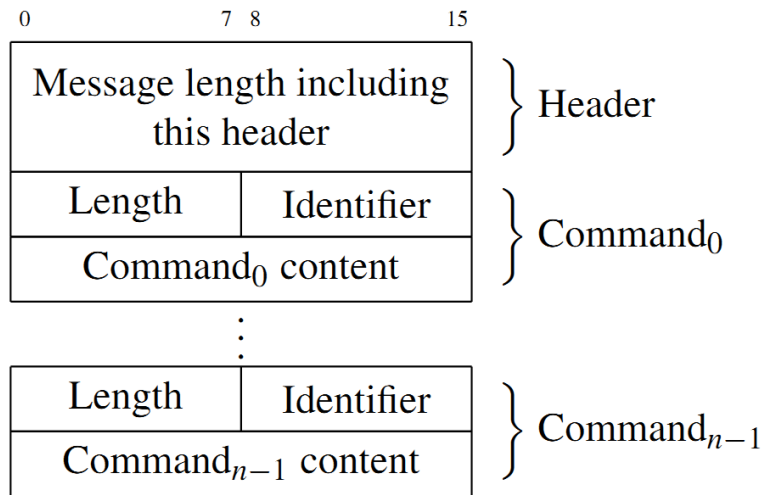 0 7 8 15
Message length including
this header
Header
Length Identifier
Command₀ content
Command₀
⋮
Length Identifier
Commandₙ₋₁ content
Commandₙ₋₁